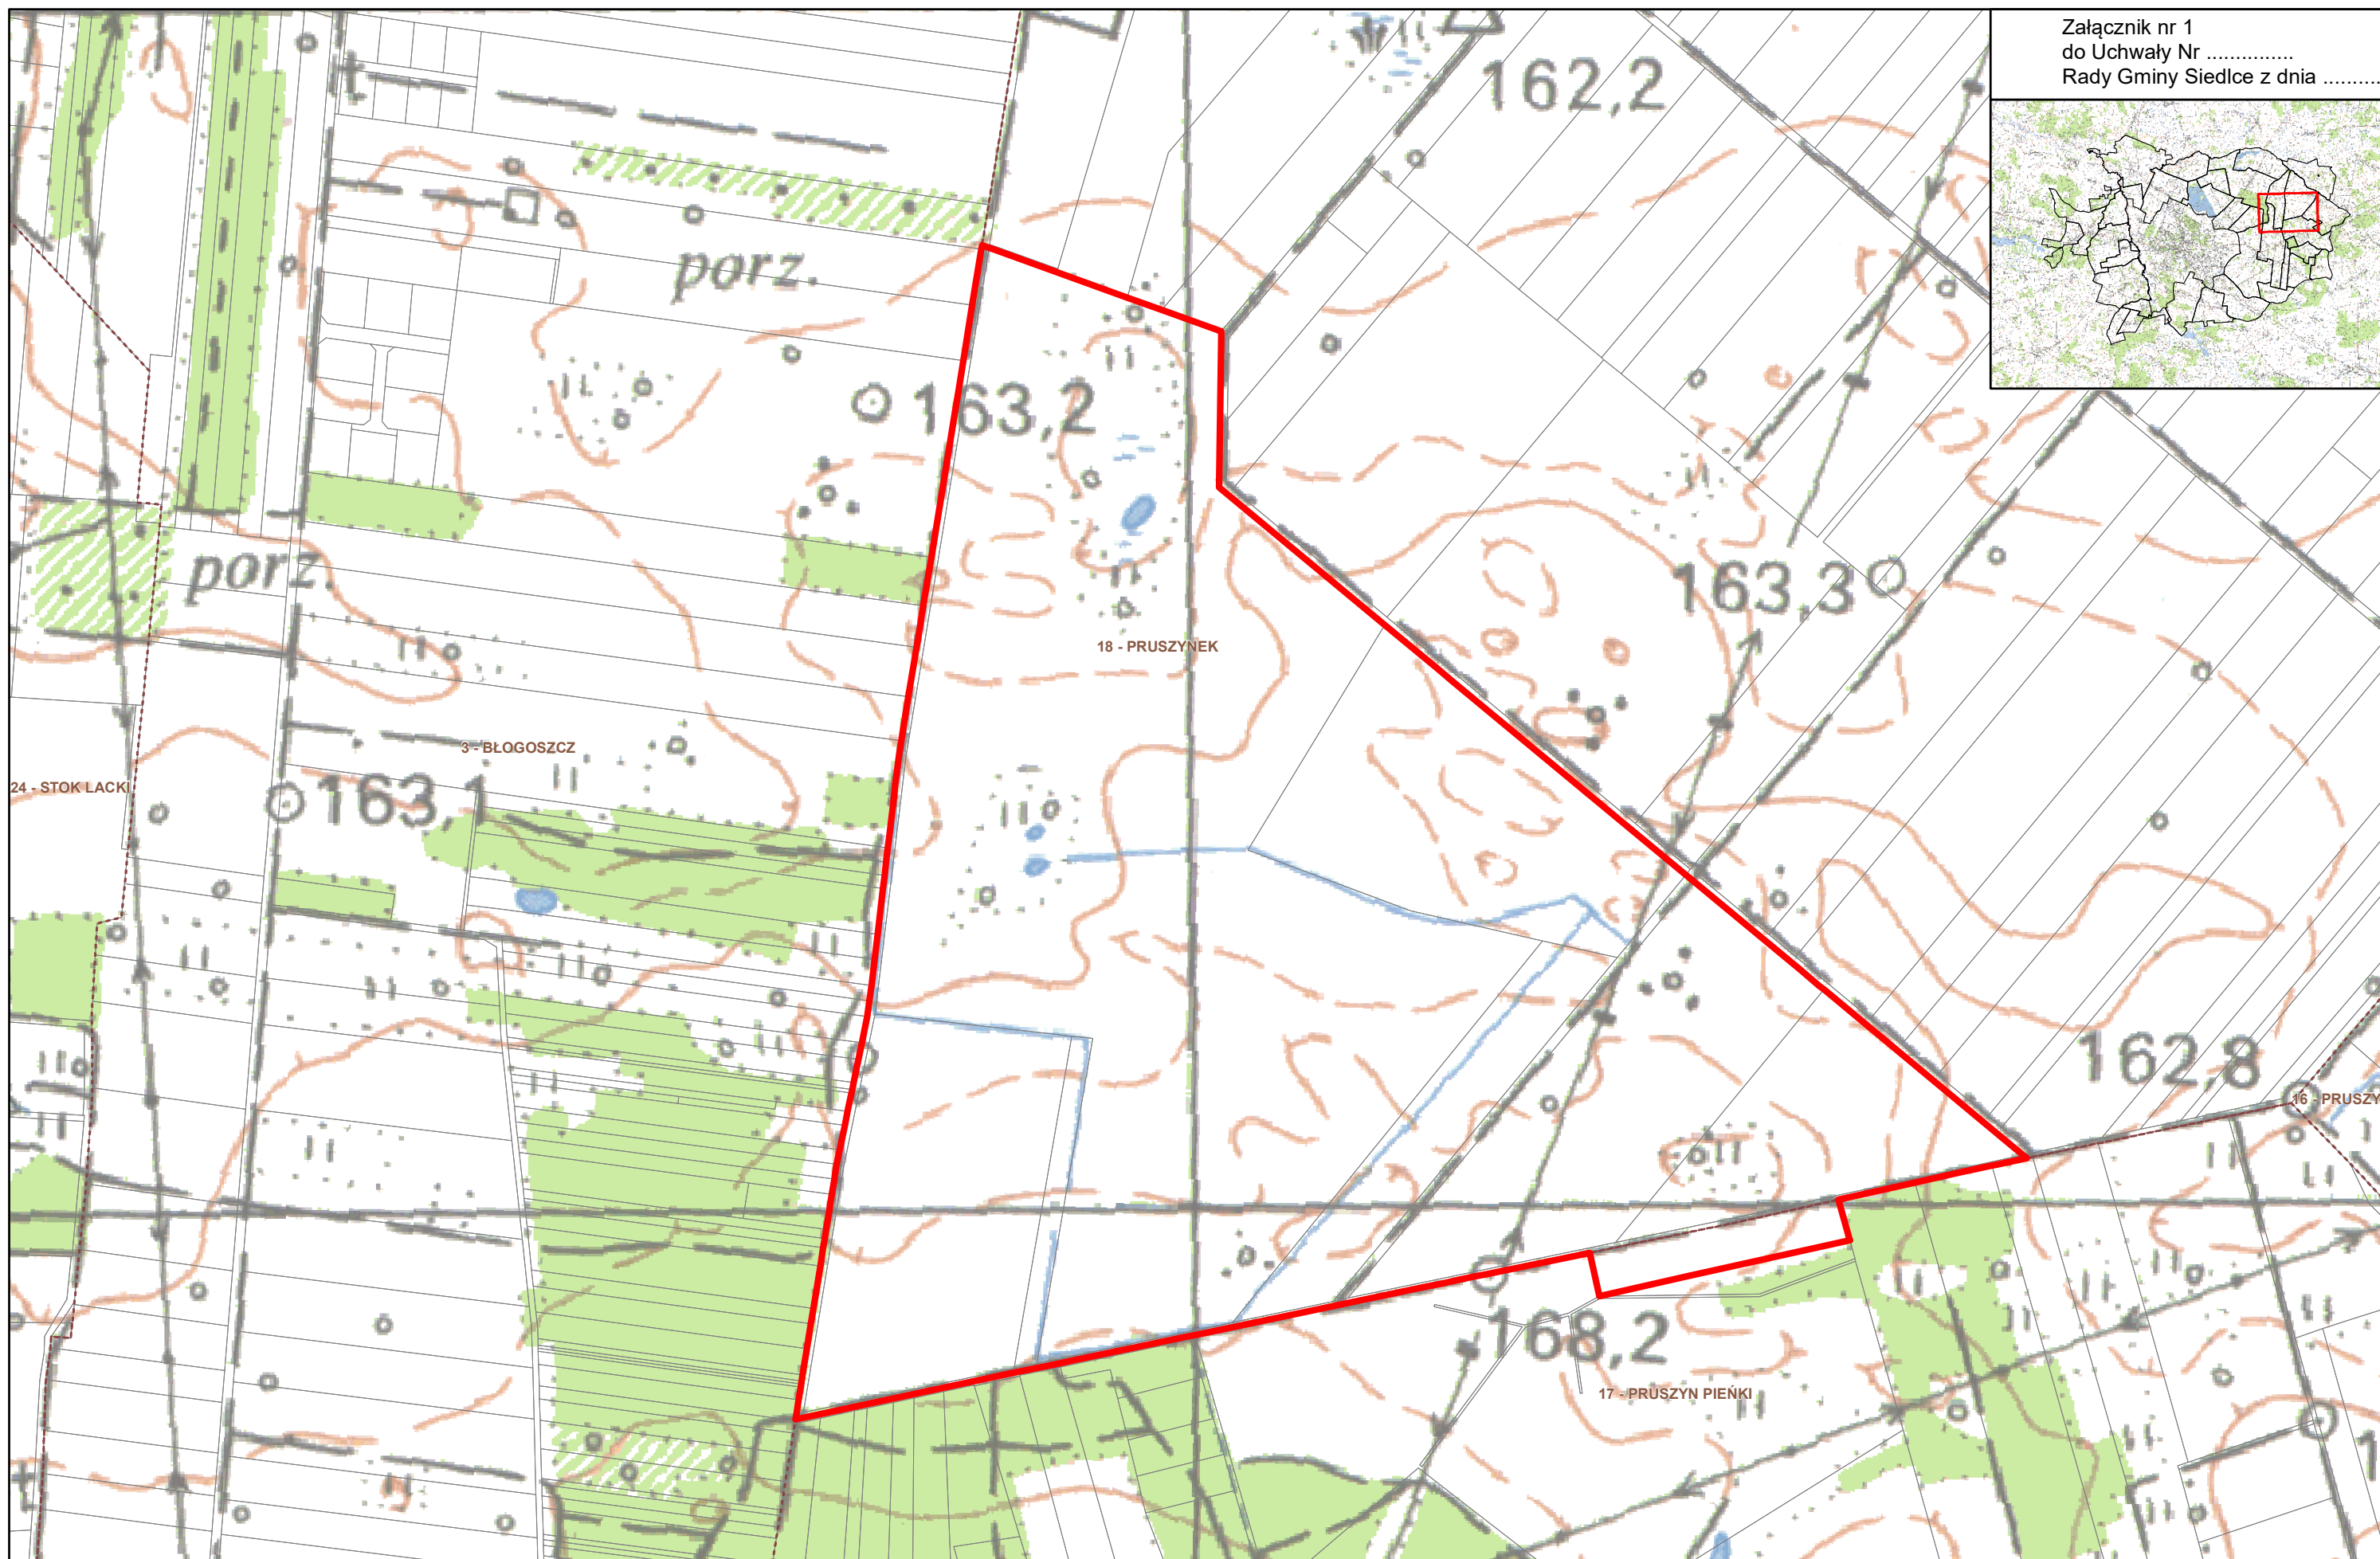 Załącznik nr 1
do Uchwały Nr ...............
Rady Gminy Siedlce z dnia ..........
162,2
porz.
163,2
porz.
163,3
18 - PRUSZYNEK
3 - BŁOGOSZCZ
24 - STOK LACKI
163,1
162,8
16 - PRUSZY
168,2
17 - PRUSZYN PIEŃKI
1